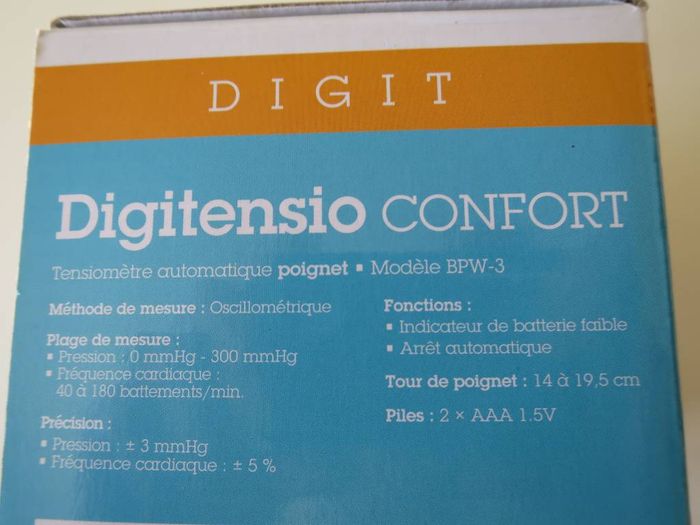 DIGIT
Digitensio CONFORT
Tensiomètre automatique poignet ▪ Modèle BPW-3
Méthode de mesure : Oscillométrique
Plage de mesure :
▪ Pression : 0 mmHg - 300 mmHg
▪ Fréquence cardiaque :
40 à 180 battements/min.
Précision :
▪ Pression : ± 3 mmHg
▪ Fréquence cardiaque : ± 5 %
Fonctions :
▪ Indicateur de batterie faible
▪ Arrêt automatique
Tour de poignet : 14 à 19,5 cm
Piles : 2 × AAA 1.5V